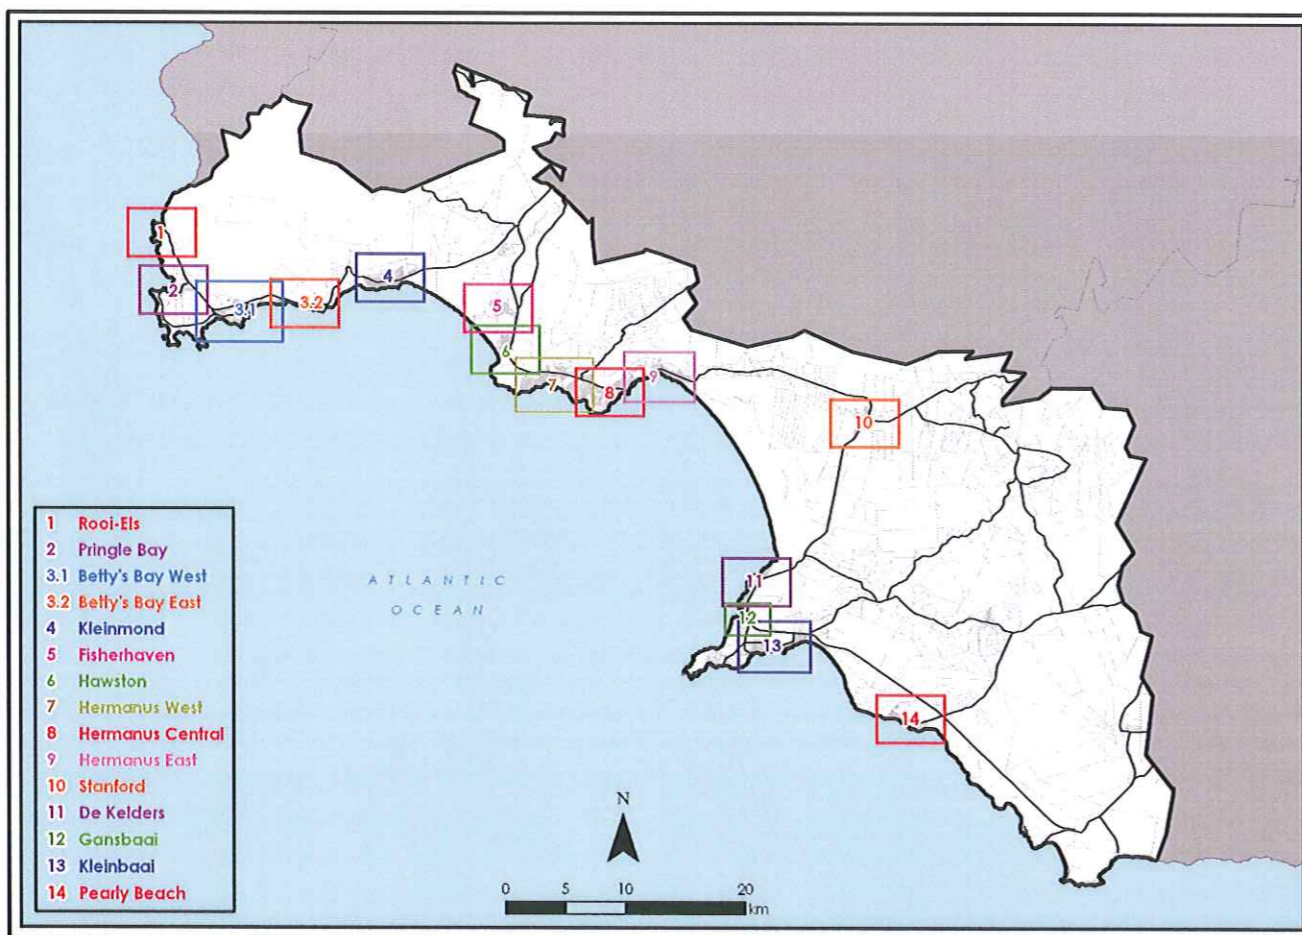 1
2
3.1
3.2
4
5
6
7
8
9
10
11
12
13
14
ATLANTIC
OCEAN
1 Rooi-Els
2 Pringle Bay
3.1 Betty's Bay West
3.2 Betty's Bay East
4 Kleinmond
5 Fisherhaven
6 Hawston
7 Hermanus West
8 Hermanus Central
9 Hermanus East
10 Stanford
11 De Kelders
12 Gansbaai
13 Kleinbaai
14 Pearly Beach
N
0 5 10 20
km